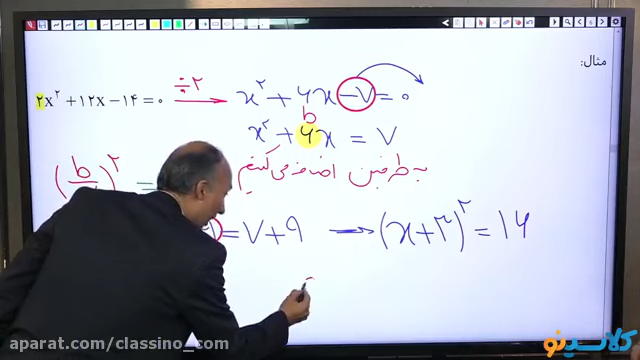 مثال:
۲x² + ۱۲x − ۱۴ = ۰ ÷۲ → x² + ۶x − ۷ = ۰
b
x² + ۶x = ۷
(b
به طرفین اضافه می‌کنیم
= ۷ + ۹ → (x + ۳)² = ۱۶
aparat.com/classino_com
کلاسینو